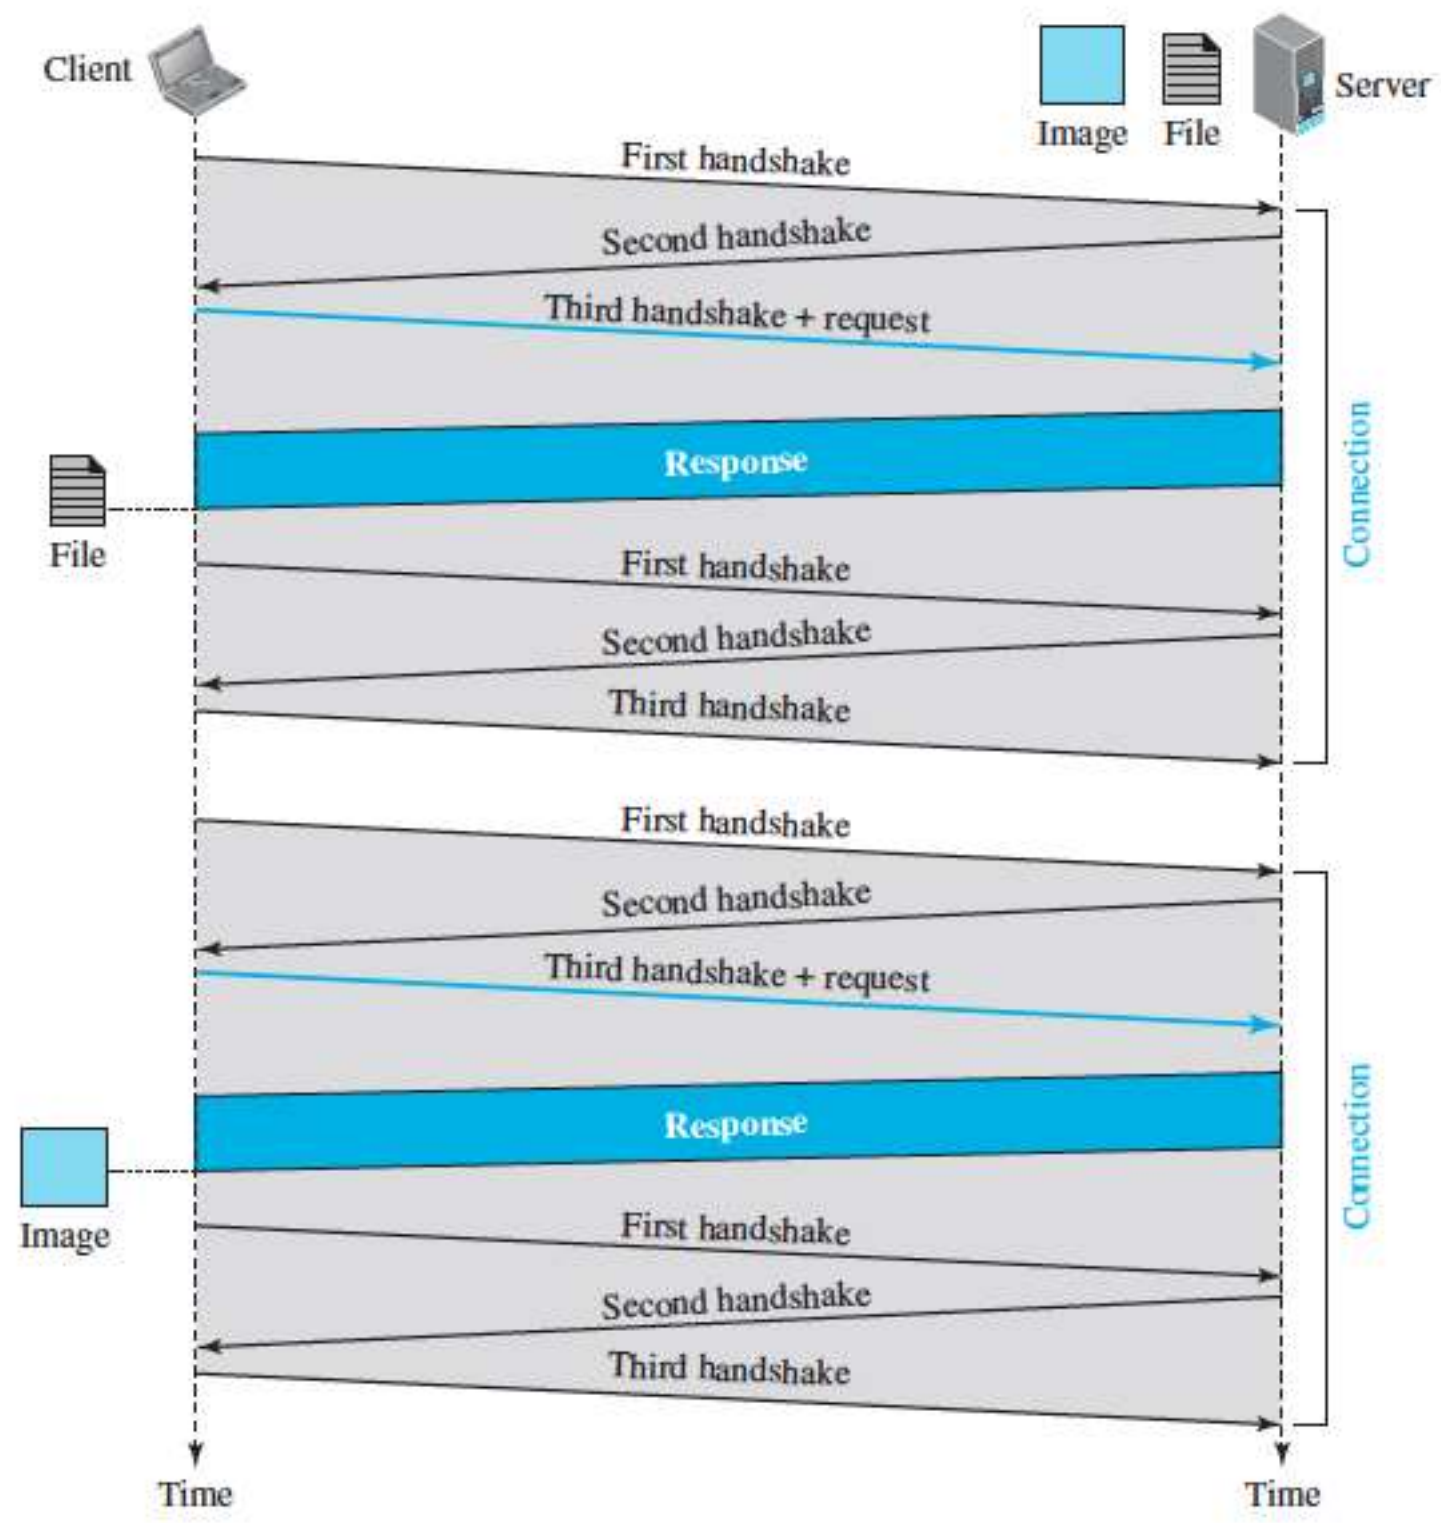 Client
Server
Image
File
First handshake
Second handshake
Third handshake + request
Response
Connection
File
First handshake
Second handshake
Third handshake
First handshake
Second handshake
Third handshake + request
Response
Connection
Image
First handshake
Second handshake
Third handshake
Time
Time